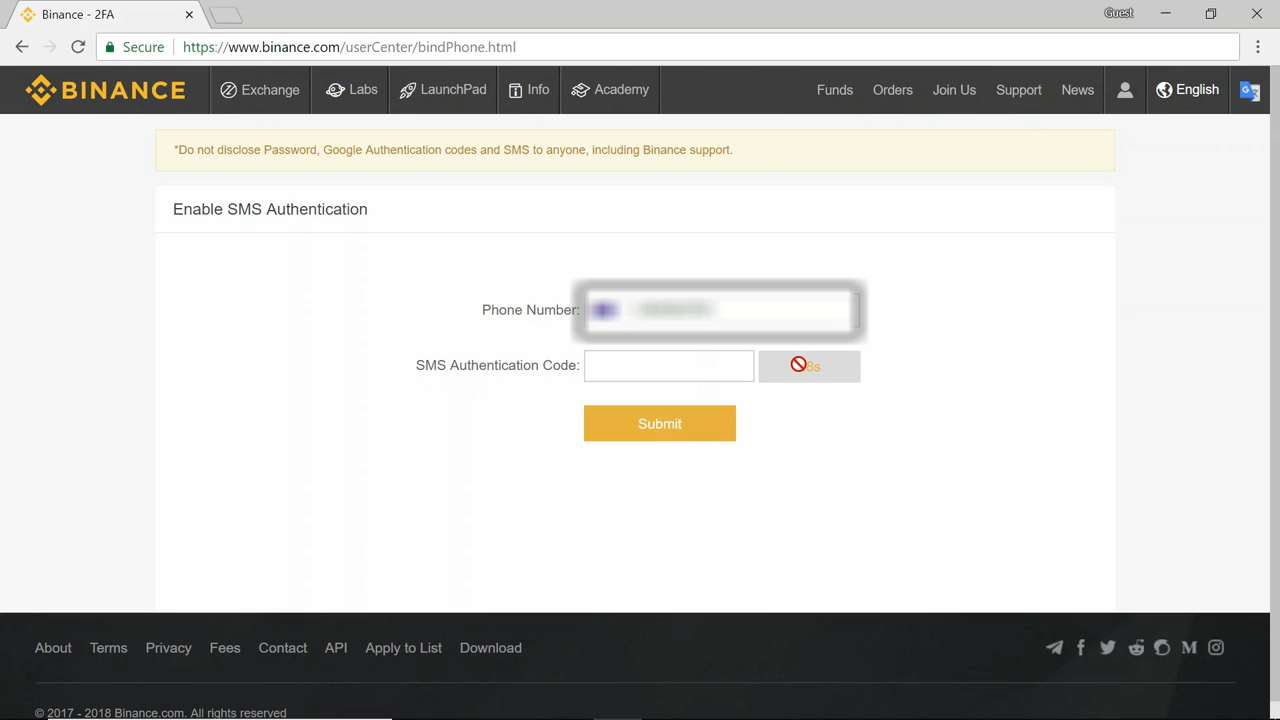 Binance - 2FA
Guest
Secure https://www.binance.com/userCenter/bindPhone.html
BINANCE Exchange Labs LaunchPad Info Academy Funds Orders Join Us Support News English
*Do not disclose Password, Google Authentication codes and SMS to anyone, including Binance support.
Enable SMS Authentication
Phone Number:
SMS Authentication Code:
Submit
About Terms Privacy Fees Contact API Apply to List Download
© 2017 - 2018 Binance.com. All rights reserved